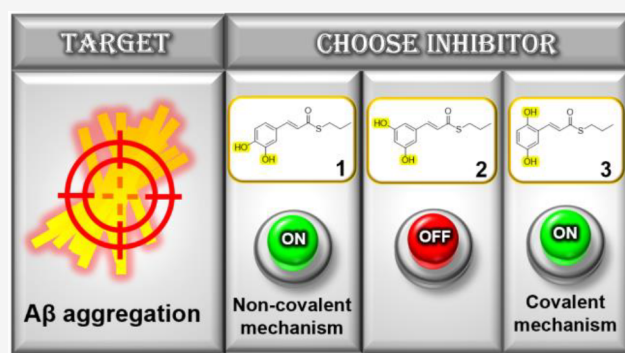 TARGET
CHOOSE INHIBITOR
HO
OH
O
S
1
HO
OH
O
S
2
OH
OH
O
S
3
ON
OFF
ON
Aβ aggregation
Non-covalent
mechanism
Covalent
mechanism